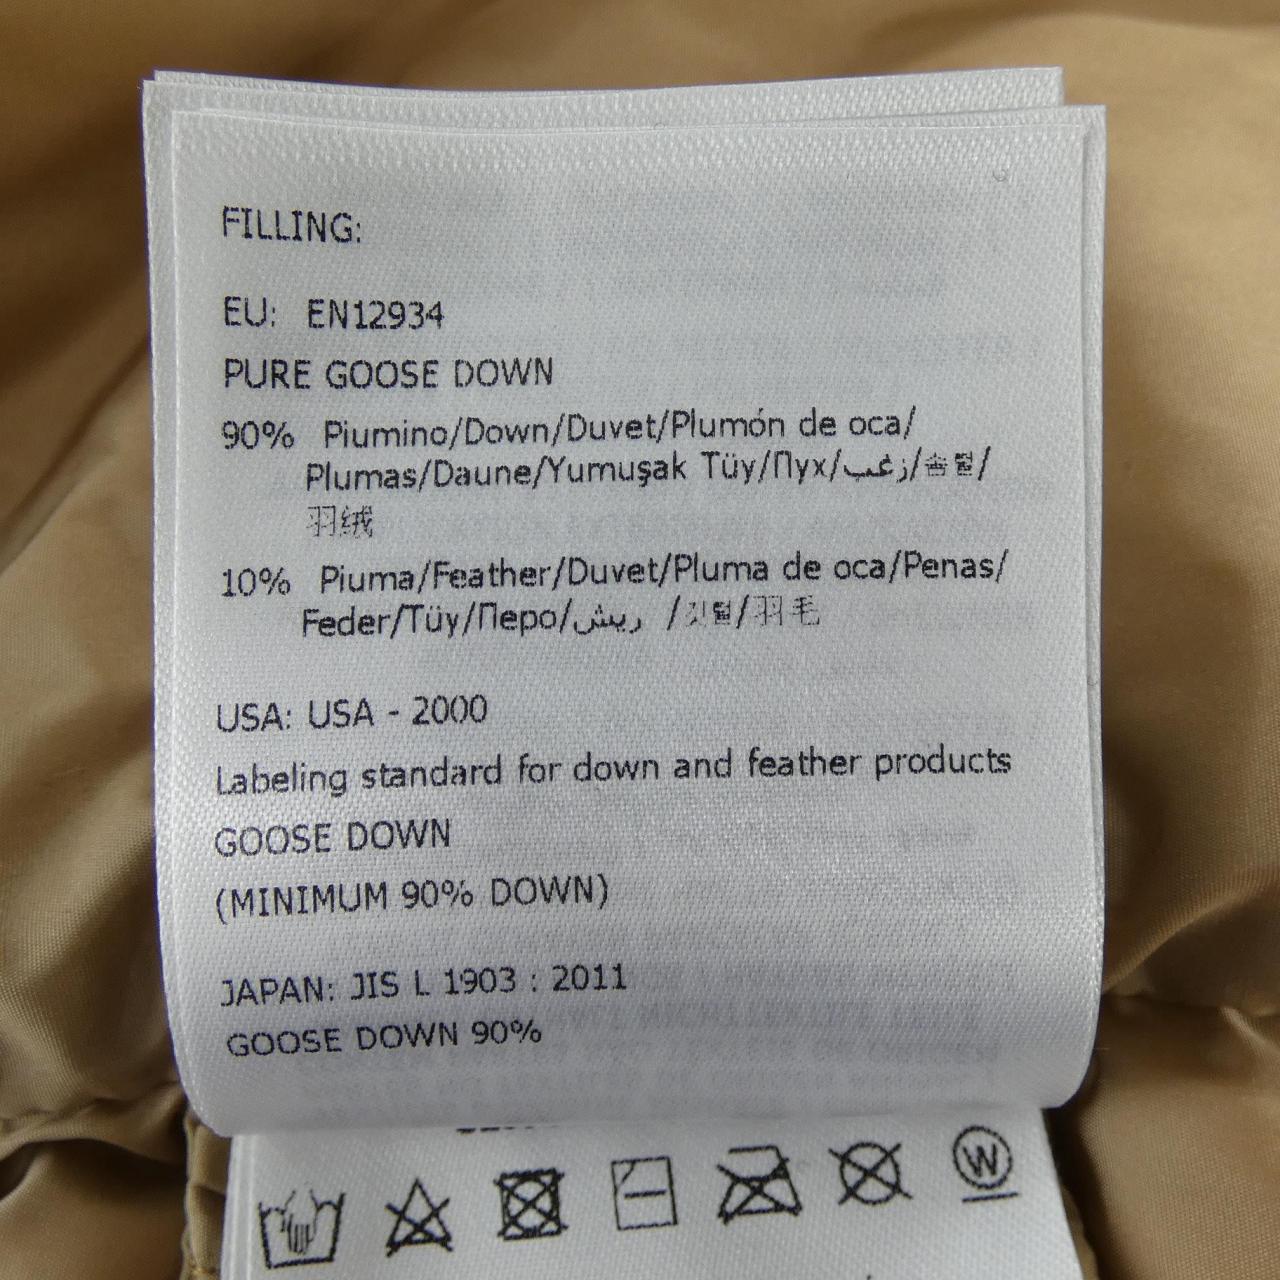 FILLING:
EU: EN12934
PURE GOOSE DOWN
90% Piumino/Down/Duvet/Plumón de oca/
Plumas/Daune/Yumuşak Tüy/Пух/زغب/솜털/
羽绒
10% Piuma/Feather/Duvet/Pluma de oca/Penas/
Feder/Tüy/Перо/ريش /깃털/羽毛
USA: USA - 2000
Labeling standard for down and feather products
GOOSE DOWN
(MINIMUM 90% DOWN)
JAPAN: JIS L 1903 : 2011
GOOSE DOWN 90%
W